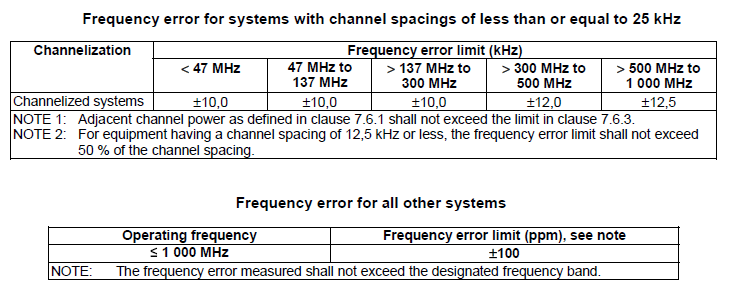 Frequency error for systems with channel spacings of less than or equal to 25 kHz
Channelization Frequency error limit (kHz)
< 47 MHz 47 MHz to 137 MHz > 137 MHz to 300 MHz > 300 MHz to 500 MHz > 500 MHz to 1 000 MHz
Channelized systems ±10,0 ±10,0 ±10,0 ±12,0 ±12,5
NOTE 1: Adjacent channel power as defined in clause 7.6.1 shall not exceed the limit in clause 7.6.3.
NOTE 2: For equipment having a channel spacing of 12,5 kHz or less, the frequency error limit shall not exceed
50 % of the channel spacing.
Frequency error for all other systems
Operating frequency Frequency error limit (ppm), see note
≤ 1 000 MHz ±100
NOTE: The frequency error measured shall not exceed the designated frequency band.